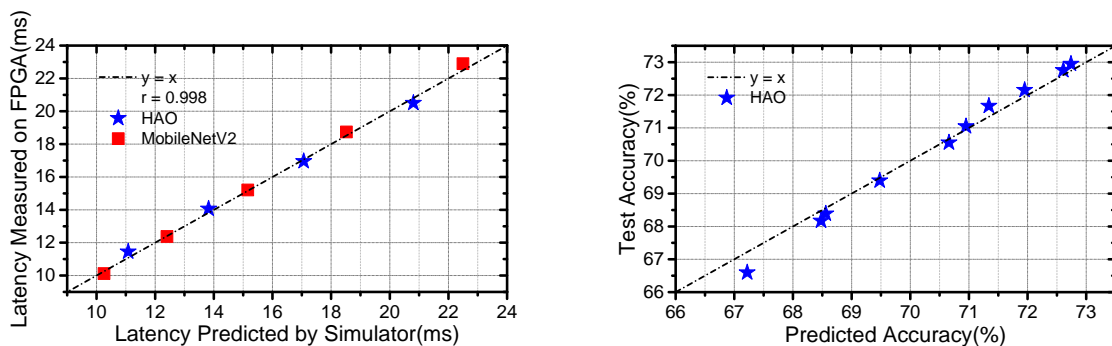 Latency Measured on FPGA(ms)
24
22
20
18
16
14
12
10
y = x
r = 0.998
HAO
MobileNetV2
10 12 14 16 18 20 22 24
Latency Predicted by Simulator(ms)
Test Accuracy(%)
73
72
71
70
69
68
67
66
y = x
HAO
66 67 68 69 70 71 72 73
Predicted Accuracy(%)